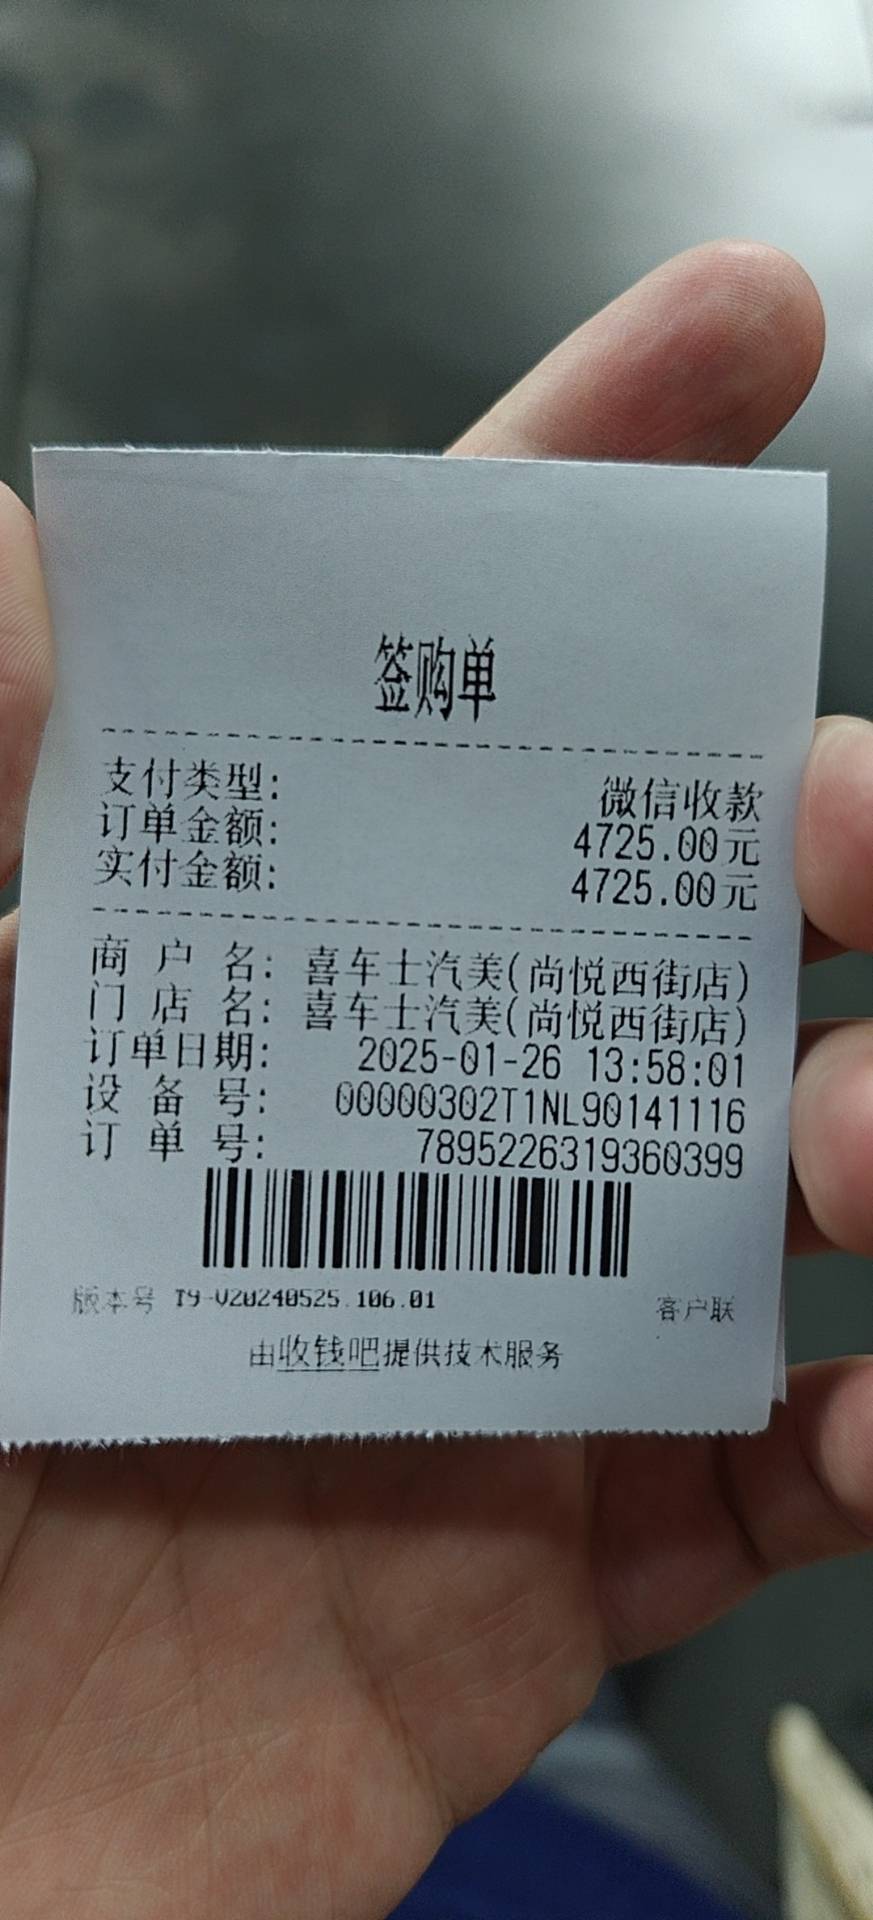 签购单
支付类型: 微信收款
订单金额: 4725.00元
实付金额: 4725.00元
商户名: 喜车士汽美(尚悦西街店)
门店名: 喜车士汽美(尚悦西街店)
订单日期: 2025-01-26 13:58:01
设备号: 00000302T1NL90141116
订单号: 7895226319360399
版本号 T9-V20240525.106.01 客户联
由收钱吧提供技术服务